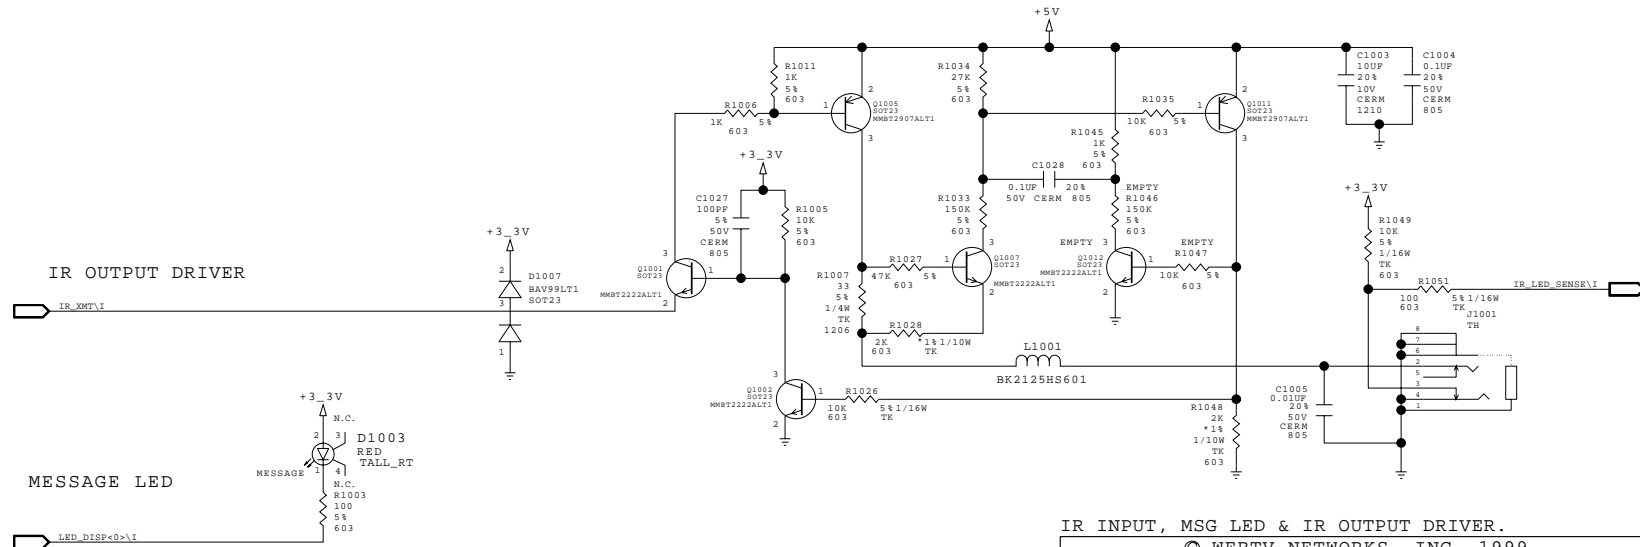 +5V
R1011
1K
5%
603
R1006
1K 5%
603
2
1
Q1005
SOT23
MMBT2907ALT1
3
R1034
27K
5%
603
R1035
10K 5%
603
2
1
Q1011
SOT23
MMBT2907ALT1
3
C1003
10UF
20%
10V
CERM
1210
C1004
0.1UF
20%
50V
CERM
805
R1045
1K
5%
603
C1028
0.1UF 20%
50V CERM 805
+3_3V
C1027
100PF
5%
50V
CERM
805
R1005
10K
5%
603
R1033
150K
5%
603
EMPTY
R1046
150K
5%
603
+3_3V
R1049
10K
5%
1/16W
TK
603
+3_3V
IR OUTPUT DRIVER
2
D1007
BAV99LT1
3
SOT23
1
IR_XMT\I
3
Q1001
SOT23
1
MMBT2222ALT1
2
R1007
33
5%
1/4W
TK
1206
R1027
47K 5%
603
3
1
Q1007
SOT23
MMBT2222ALT1
2
EMPTY
3
Q1012
SOT23
MMBT2222ALT1
1
2
EMPTY
R1047
10K 5%
603
R1051
100
603
5% 1/16W
TK
IR_LED_SENSE\I
J1001
TH
8
7
6
2
5
3
4
1
R1028
2K
603
*1% 1/10W
TK
L1001
BK2125HS601
3
Q1002
SOT23
MMBT2222ALT1
1
2
R1026
10K
603
5% 1/16W
TK
R1048
2K
*1%
1/10W
TK
603
C1005
0.01UF
20%
50V
CERM
805
+3_3V
N.C.
2
3
D1003
RED
TALL_RT
MESSAGE
1
4
N.C.
R1003
100
5%
603
MESSAGE LED
LED_DISP<0>\I
IR INPUT, MSG LED & IR OUTPUT DRIVER.
© WEBTV NETWORKS, INC. 1999